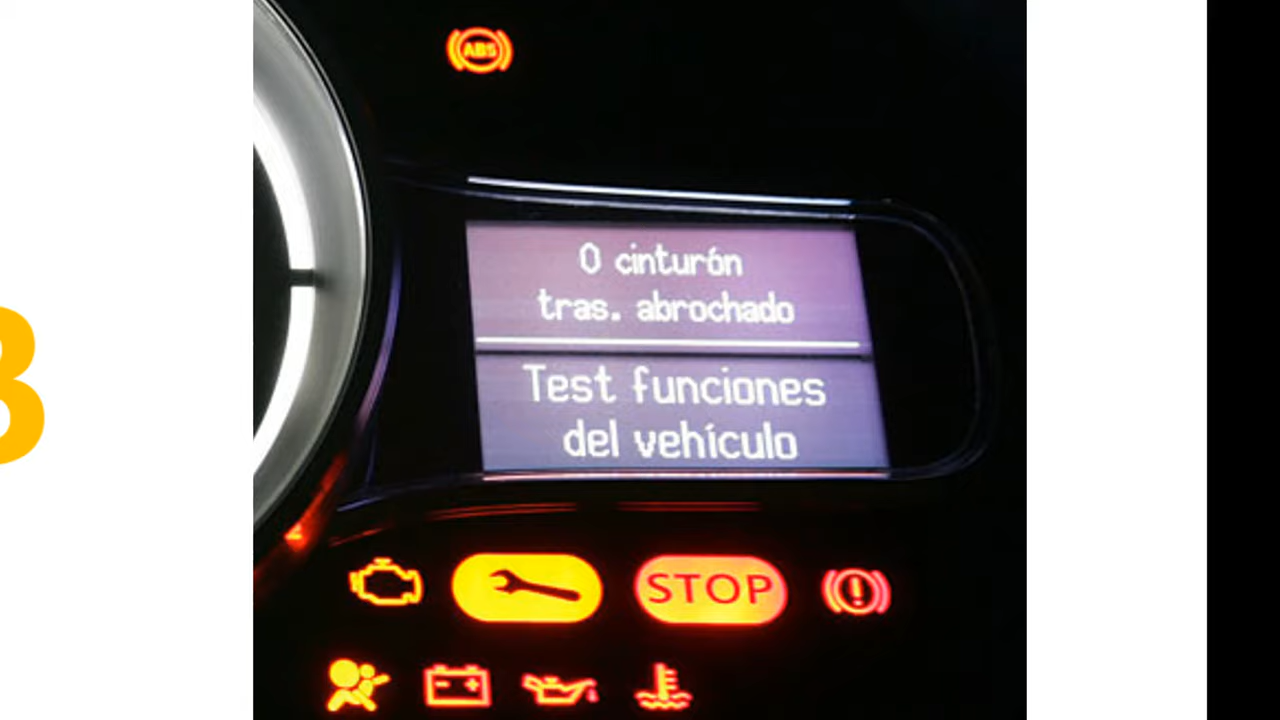 ABS
0 cinturón
tras. abrochado
Test funciones
del vehículo
STOP